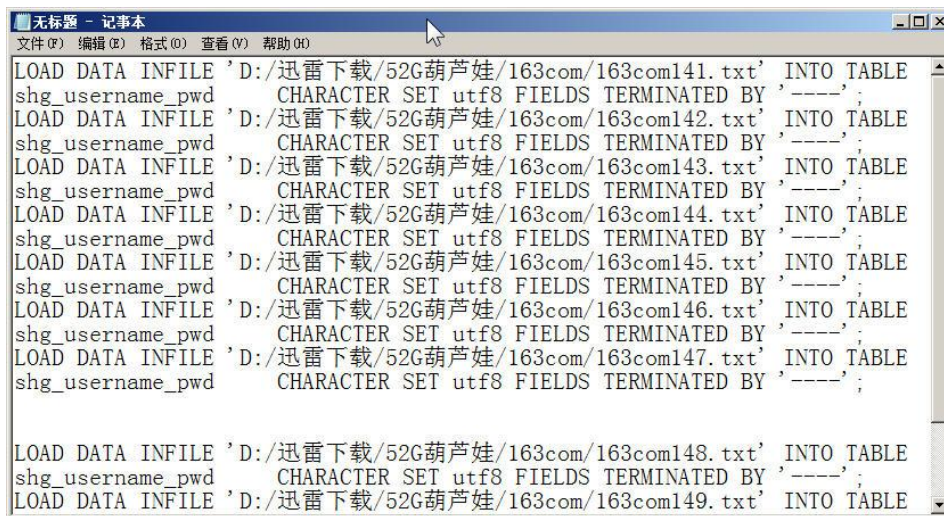 无标题 - 记事本
文件(F) 编辑(E) 格式(O) 查看(V) 帮助(H)
LOAD DATA INFILE 'D:/迅雷下载/52G葫芦娃/163com/163com141.txt' INTO TABLE
shg_username_pwd CHARACTER SET utf8 FIELDS TERMINATED BY '----';
LOAD DATA INFILE 'D:/迅雷下载/52G葫芦娃/163com/163com142.txt' INTO TABLE
shg_username_pwd CHARACTER SET utf8 FIELDS TERMINATED BY '----';
LOAD DATA INFILE 'D:/迅雷下载/52G葫芦娃/163com/163com143.txt' INTO TABLE
shg_username_pwd CHARACTER SET utf8 FIELDS TERMINATED BY '----';
LOAD DATA INFILE 'D:/迅雷下载/52G葫芦娃/163com/163com144.txt' INTO TABLE
shg_username_pwd CHARACTER SET utf8 FIELDS TERMINATED BY '----';
LOAD DATA INFILE 'D:/迅雷下载/52G葫芦娃/163com/163com145.txt' INTO TABLE
shg_username_pwd CHARACTER SET utf8 FIELDS TERMINATED BY '----';
LOAD DATA INFILE 'D:/迅雷下载/52G葫芦娃/163com/163com146.txt' INTO TABLE
shg_username_pwd CHARACTER SET utf8 FIELDS TERMINATED BY '----';
LOAD DATA INFILE 'D:/迅雷下载/52G葫芦娃/163com/163com147.txt' INTO TABLE
shg_username_pwd CHARACTER SET utf8 FIELDS TERMINATED BY '----';
LOAD DATA INFILE 'D:/迅雷下载/52G葫芦娃/163com/163com148.txt' INTO TABLE
shg_username_pwd CHARACTER SET utf8 FIELDS TERMINATED BY '----';
LOAD DATA INFILE 'D:/迅雷下载/52G葫芦娃/163com/163com149.txt' INTO TABLE